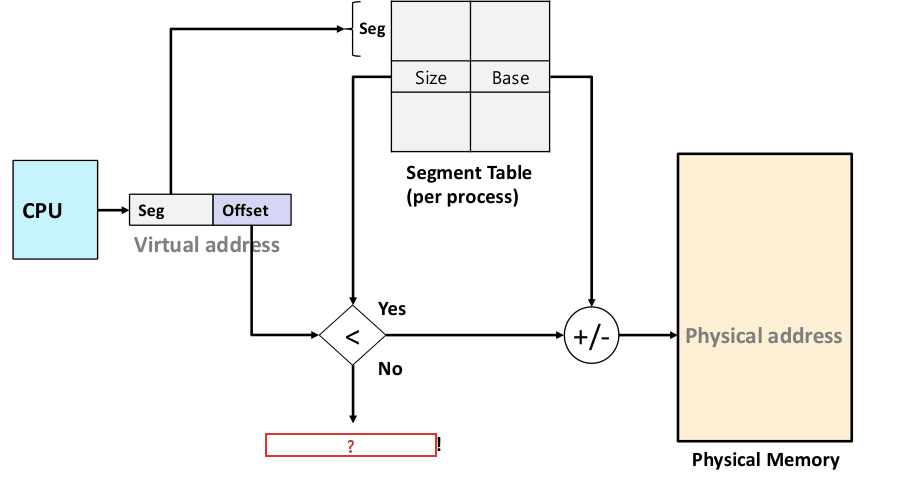 Seg
Size Base
Segment Table
(per process)
CPU
Seg Offset
Virtual address
Yes
<
+/-
Physical address
No
?!
Physical Memory